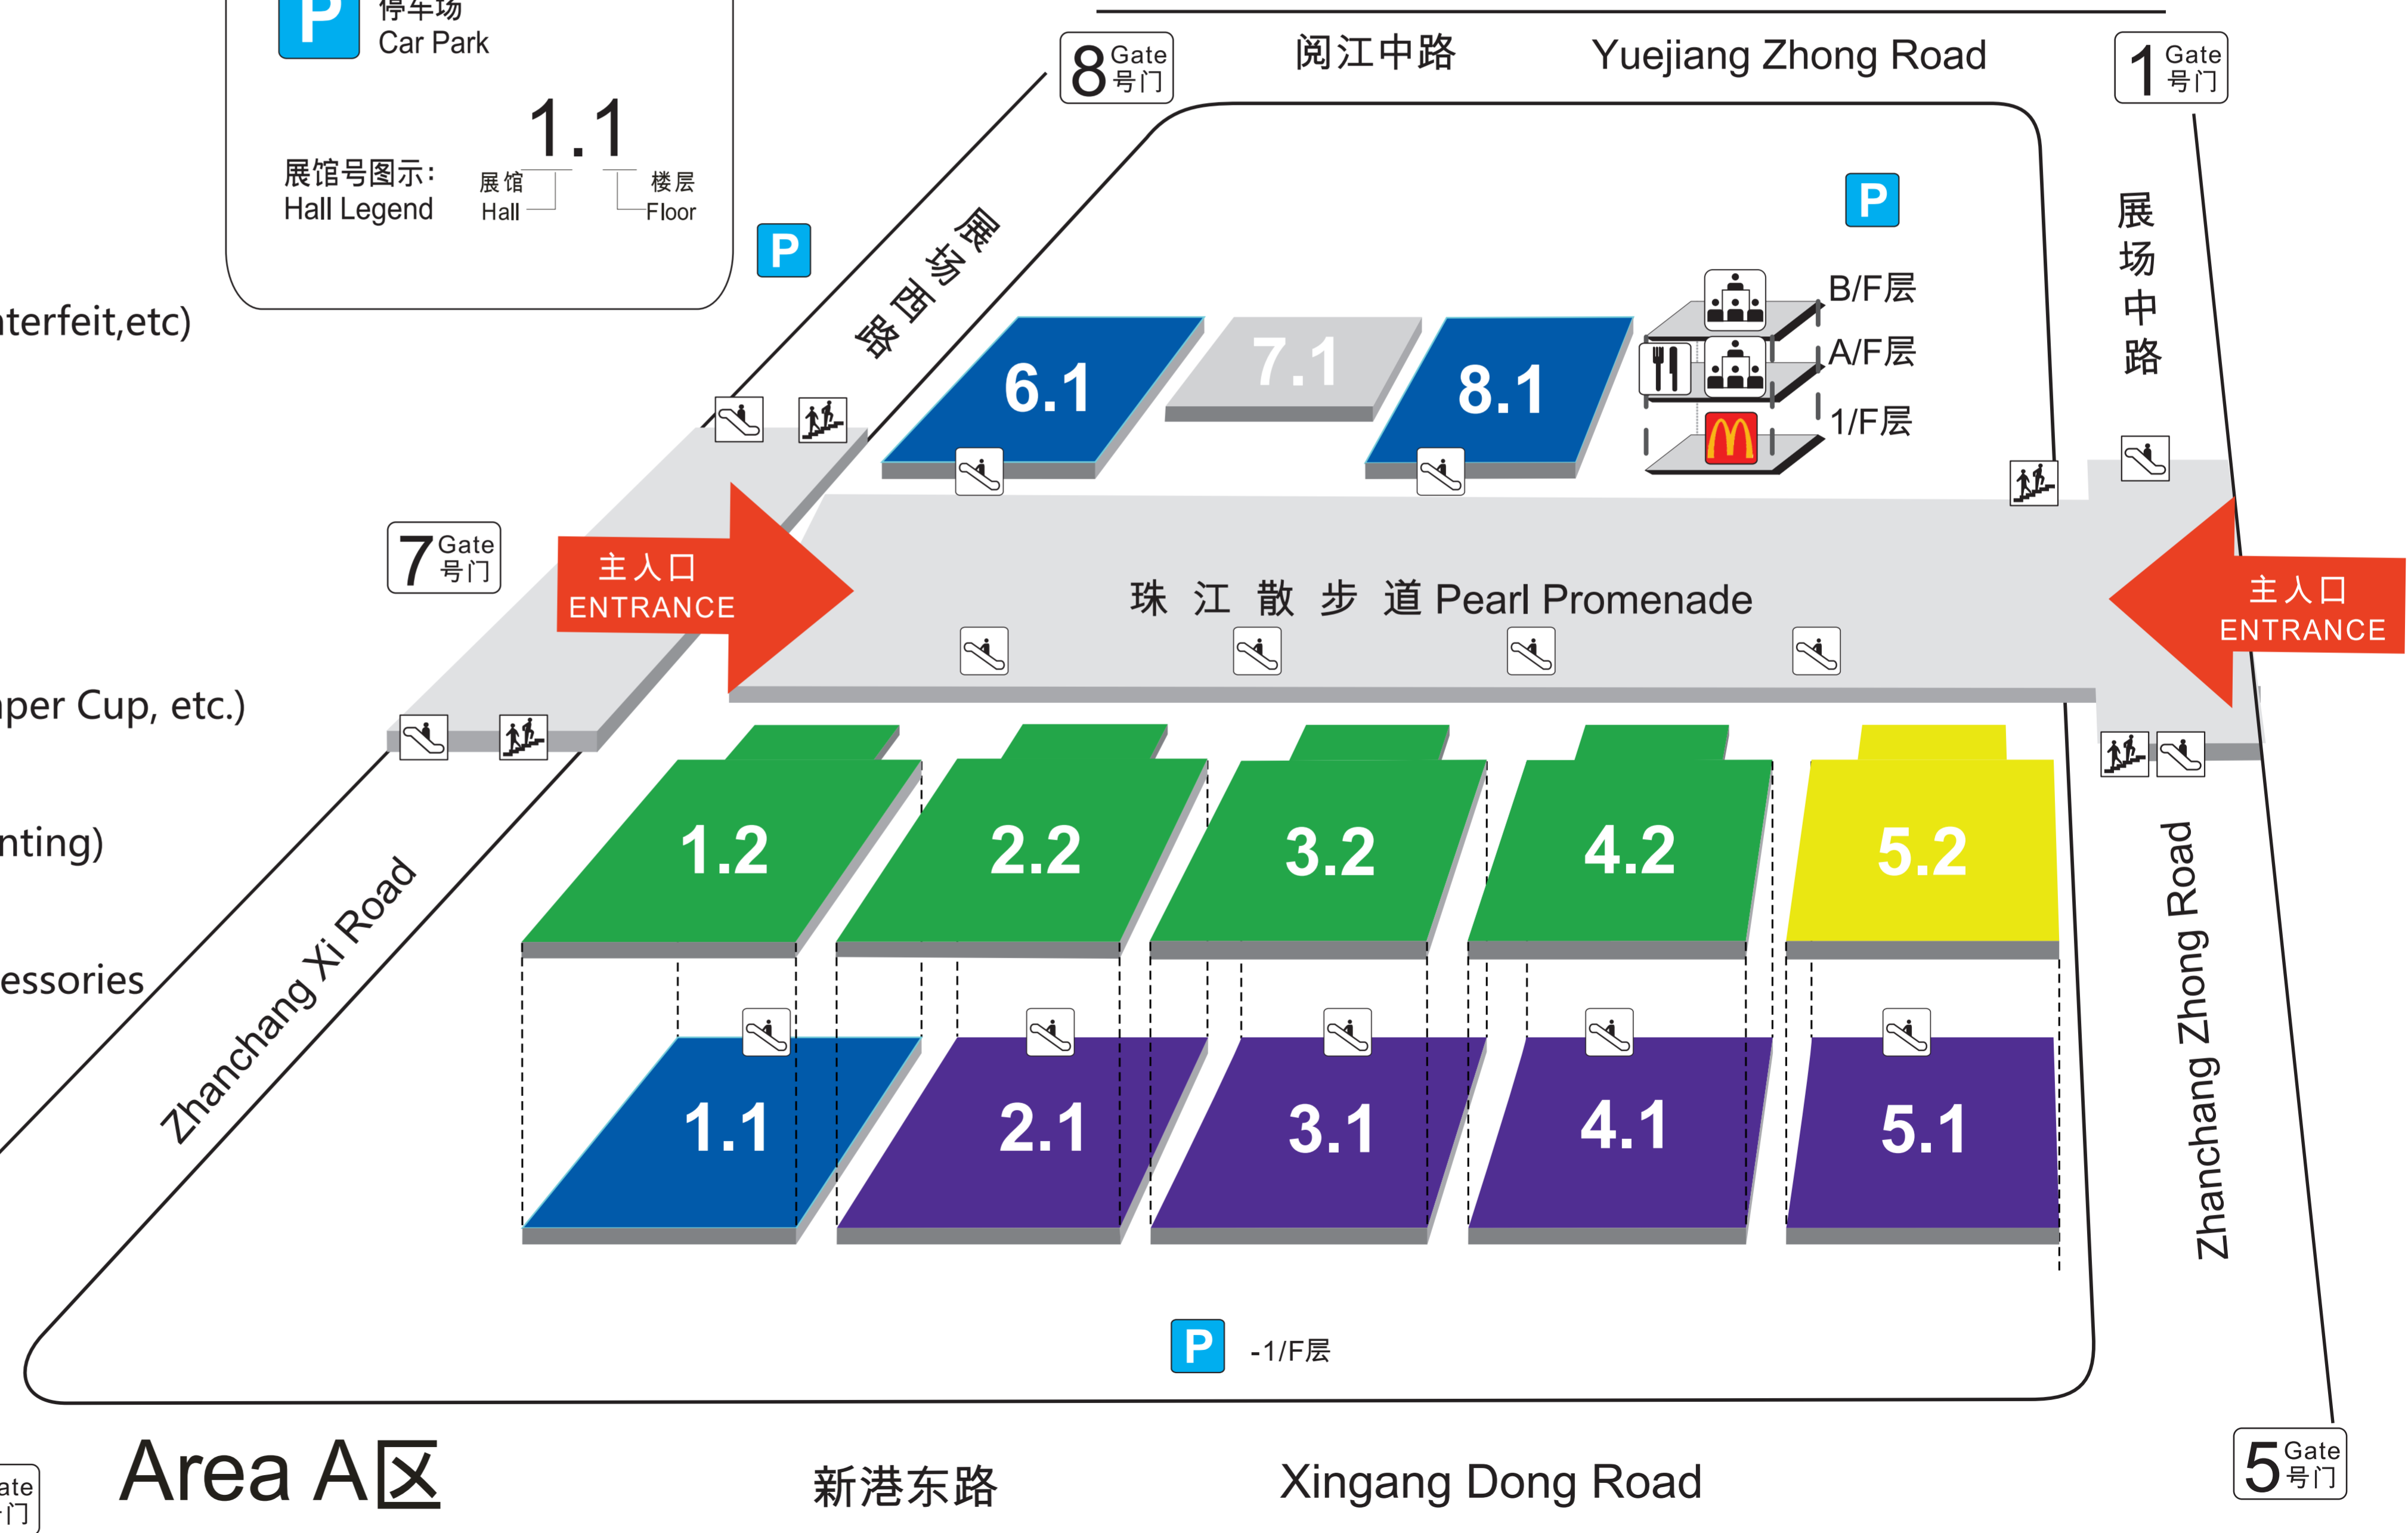 停车场
P
Car Park
1.1
展馆号图示:
Hall Legend
展馆
Hall
楼层
Floor
8 Gate 号门
阅江中路 Yuejiang Zhong Road
1 Gate 号门
P
P
展场西路
展场中路
nterfeit,etc)
6.1
7.1
8.1
B/F层
A/F层
1/F层
7 Gate 号门
主入口
ENTRANCE
珠江散步道 Pearl Promenade
主入口
ENTRANCE
per Cup, etc.)
nting)
essories
1.2
2.2
3.2
4.2
5.2
Zhanchang Xi Road
Zhanchang Zhong Road
1.1
2.1
3.1
4.1
5.1
P -1/F层
Area A区
新港东路 Xingang Dong Road
5 Gate 号门
ate
门